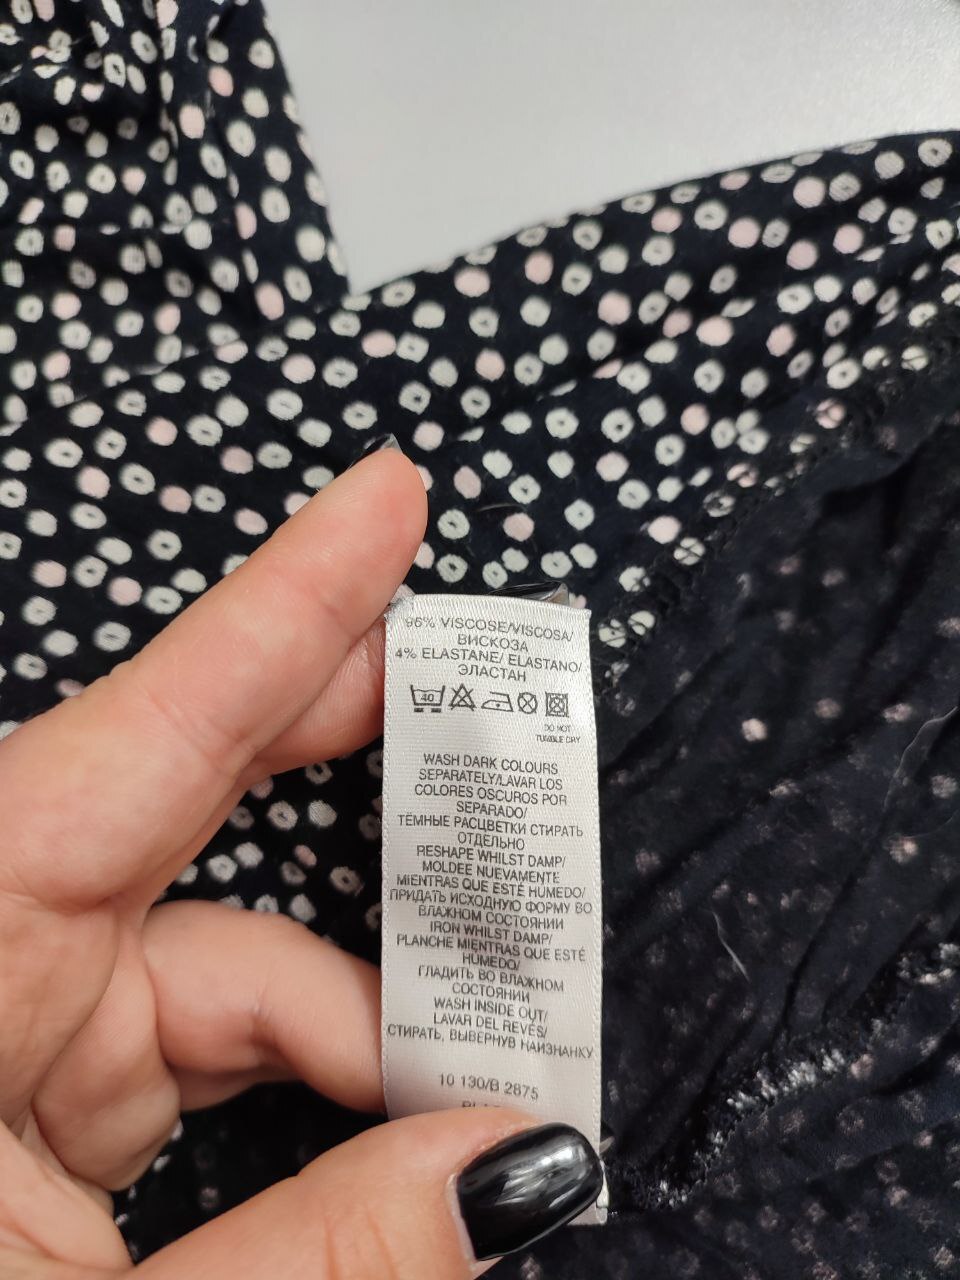 96% VISCOSE/VISCOSA/
ВИСКОЗА
4% ELASTANE/ ELASTANO/
ЭЛАСТАН
40
DO NOT
TUMBLE DRY
WASH DARK COLOURS
SEPARATELY/LAVAR LOS
COLORES OSCUROS POR
SEPARADO/
ТЁМНЫЕ РАСЦВЕТКИ СТИРАТЬ
ОТДЕЛЬНО
RESHAPE WHILST DAMP/
MOLDEE NUEVAMENTE
MIENTRAS QUE ESTÉ HÚMEDO/
ПРИДАТЬ ИСХОДНУЮ ФОРМУ ВО
ВЛАЖНОМ СОСТОЯНИИ
IRON WHILST DAMP/
PLANCHE MIENTRAS QUE ESTÉ
HÚMEDO/
ГЛАДИТЬ ВО ВЛАЖНОМ
СОСТОЯНИИ
WASH INSIDE OUT/
LAVAR DEL REVÉS/
СТИРАТЬ, ВЫВЕРНУВ НАИЗНАНКУ
10 130/B 2875